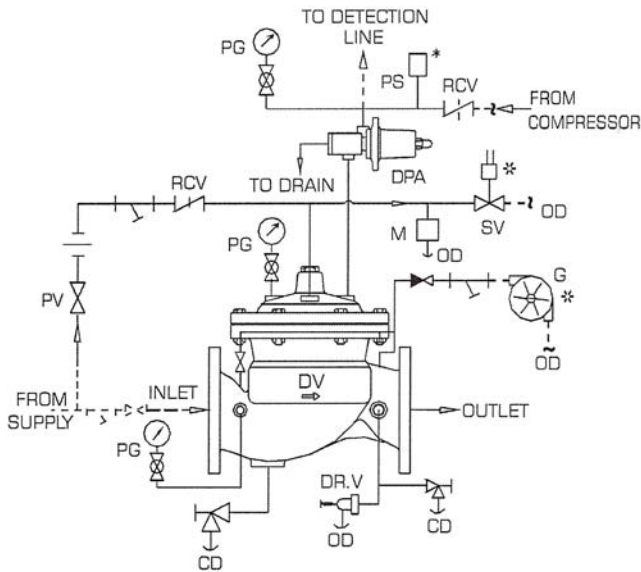 TO DETECTION
LINE
PG
PS
*
RCV
FROM
COMPRESSOR
DPA
TO DRAIN
RCV
*
SV
OD
PG
M
OD
PV
G
*
OD
FROM
SUPPLY
INLET
DV
OUTLET
PG
DR.V
CD
OD
CD